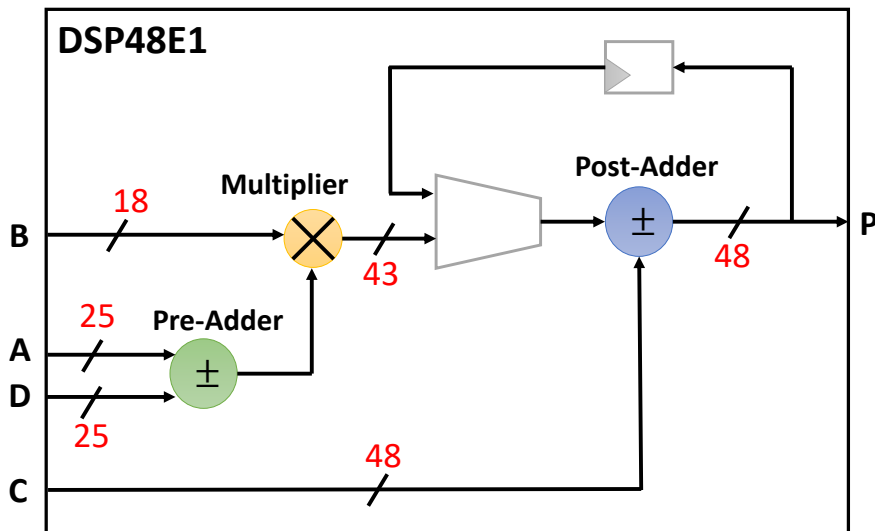 DSP48E1
Post-Adder
Multiplier
18
B
±
P
43
48
25
Pre-Adder
A
±
D
25
48
C